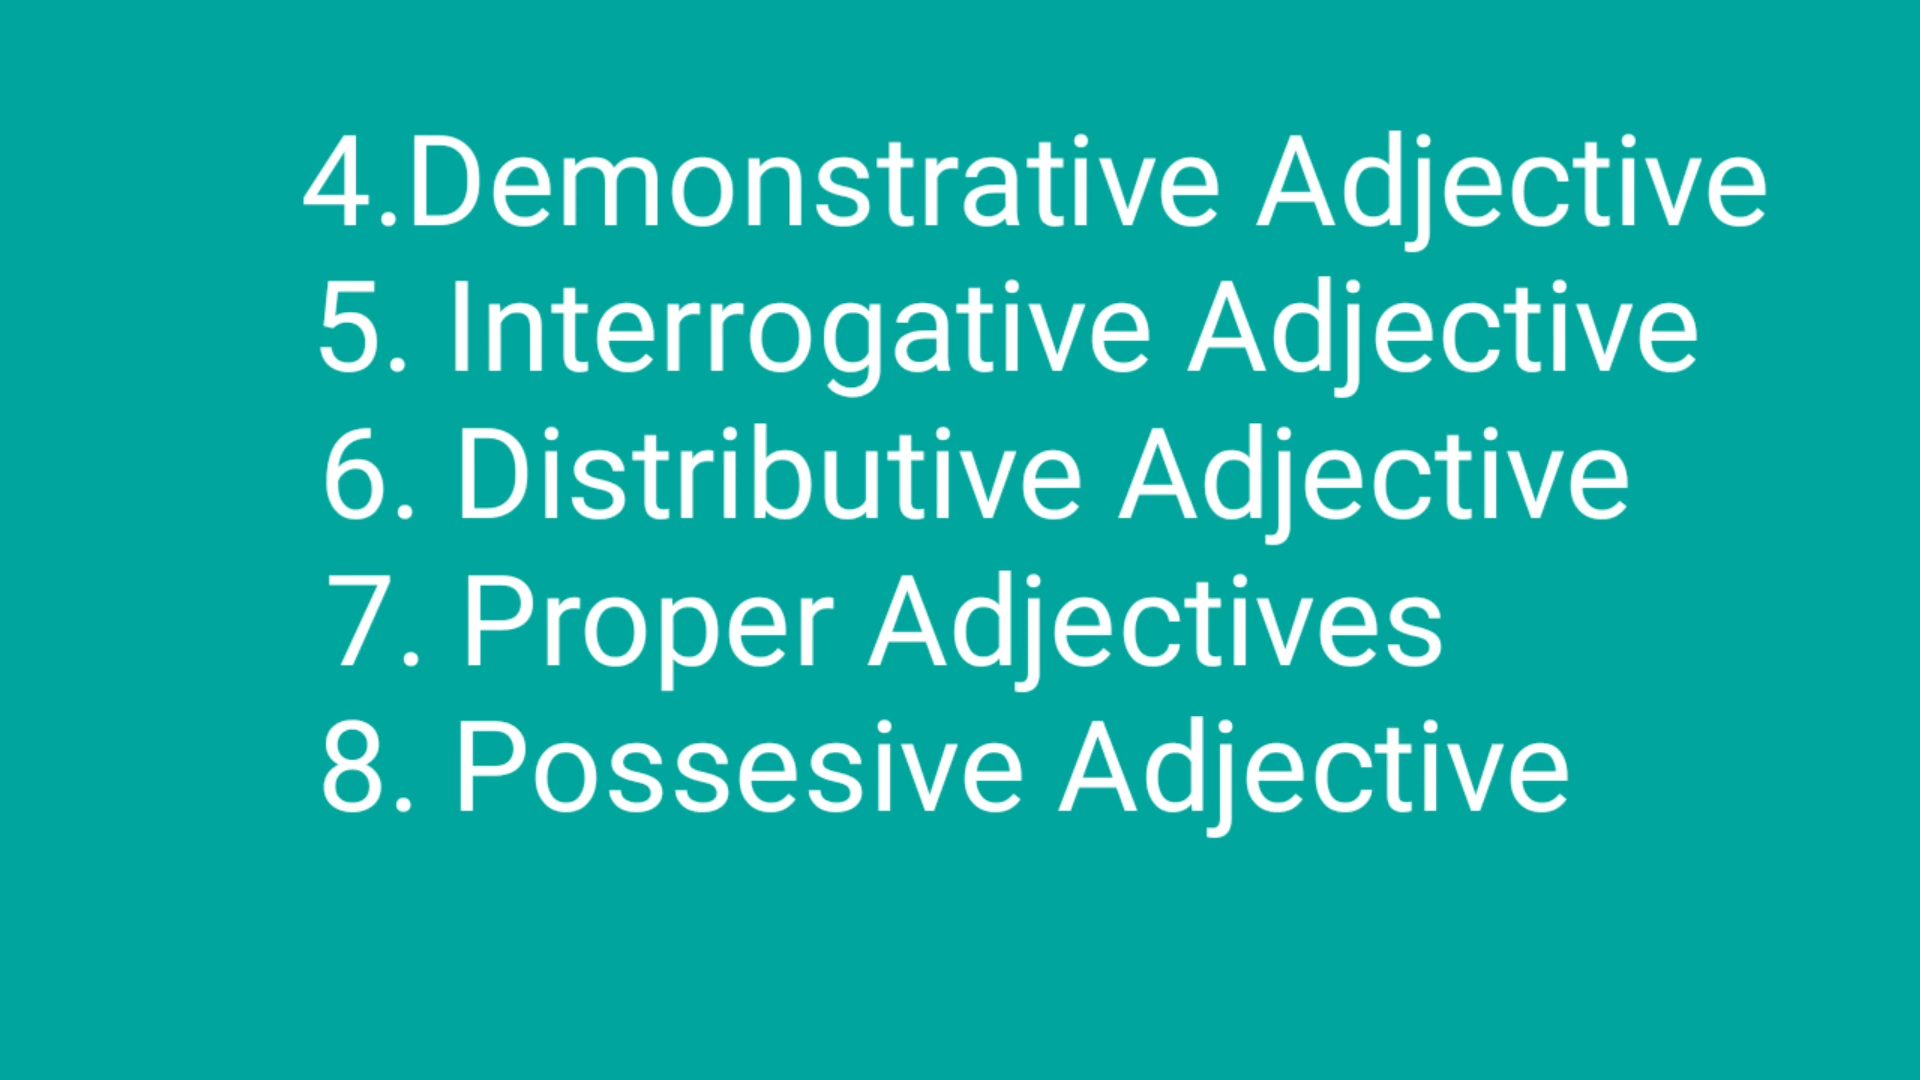 4.Demonstrative Adjective
5. Interrogative Adjective
6. Distributive Adjective
7. Proper Adjectives
8. Possesive Adjective